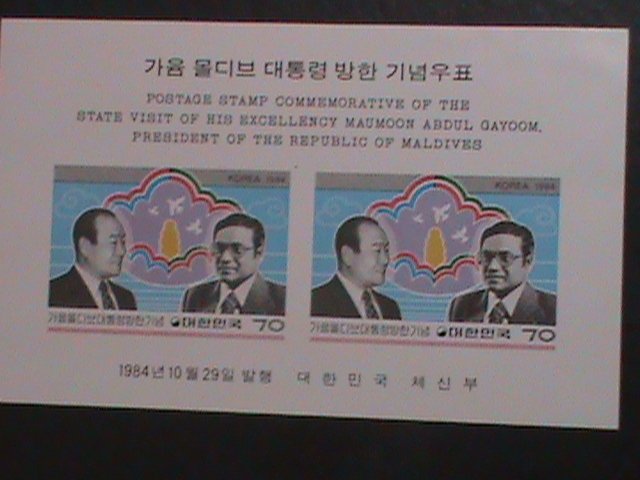 가윰 몰디브 대통령 방한 기념우표
POSTAGE STAMP COMMEMORATIVE OF THE
STATE VISIT OF HIS EXCELLENCY MAUMOON ABDUL GAYOOM,
PRESIDENT OF THE REPUBLIC OF MALDIVES
KOREA 1984
가윰몰디브대통령방한기념 대한민국 70
KOREA 1984
가윰몰디브대통령방한기념 대한민국 70
1984년 10월 29일 발행 대한민국 체신부